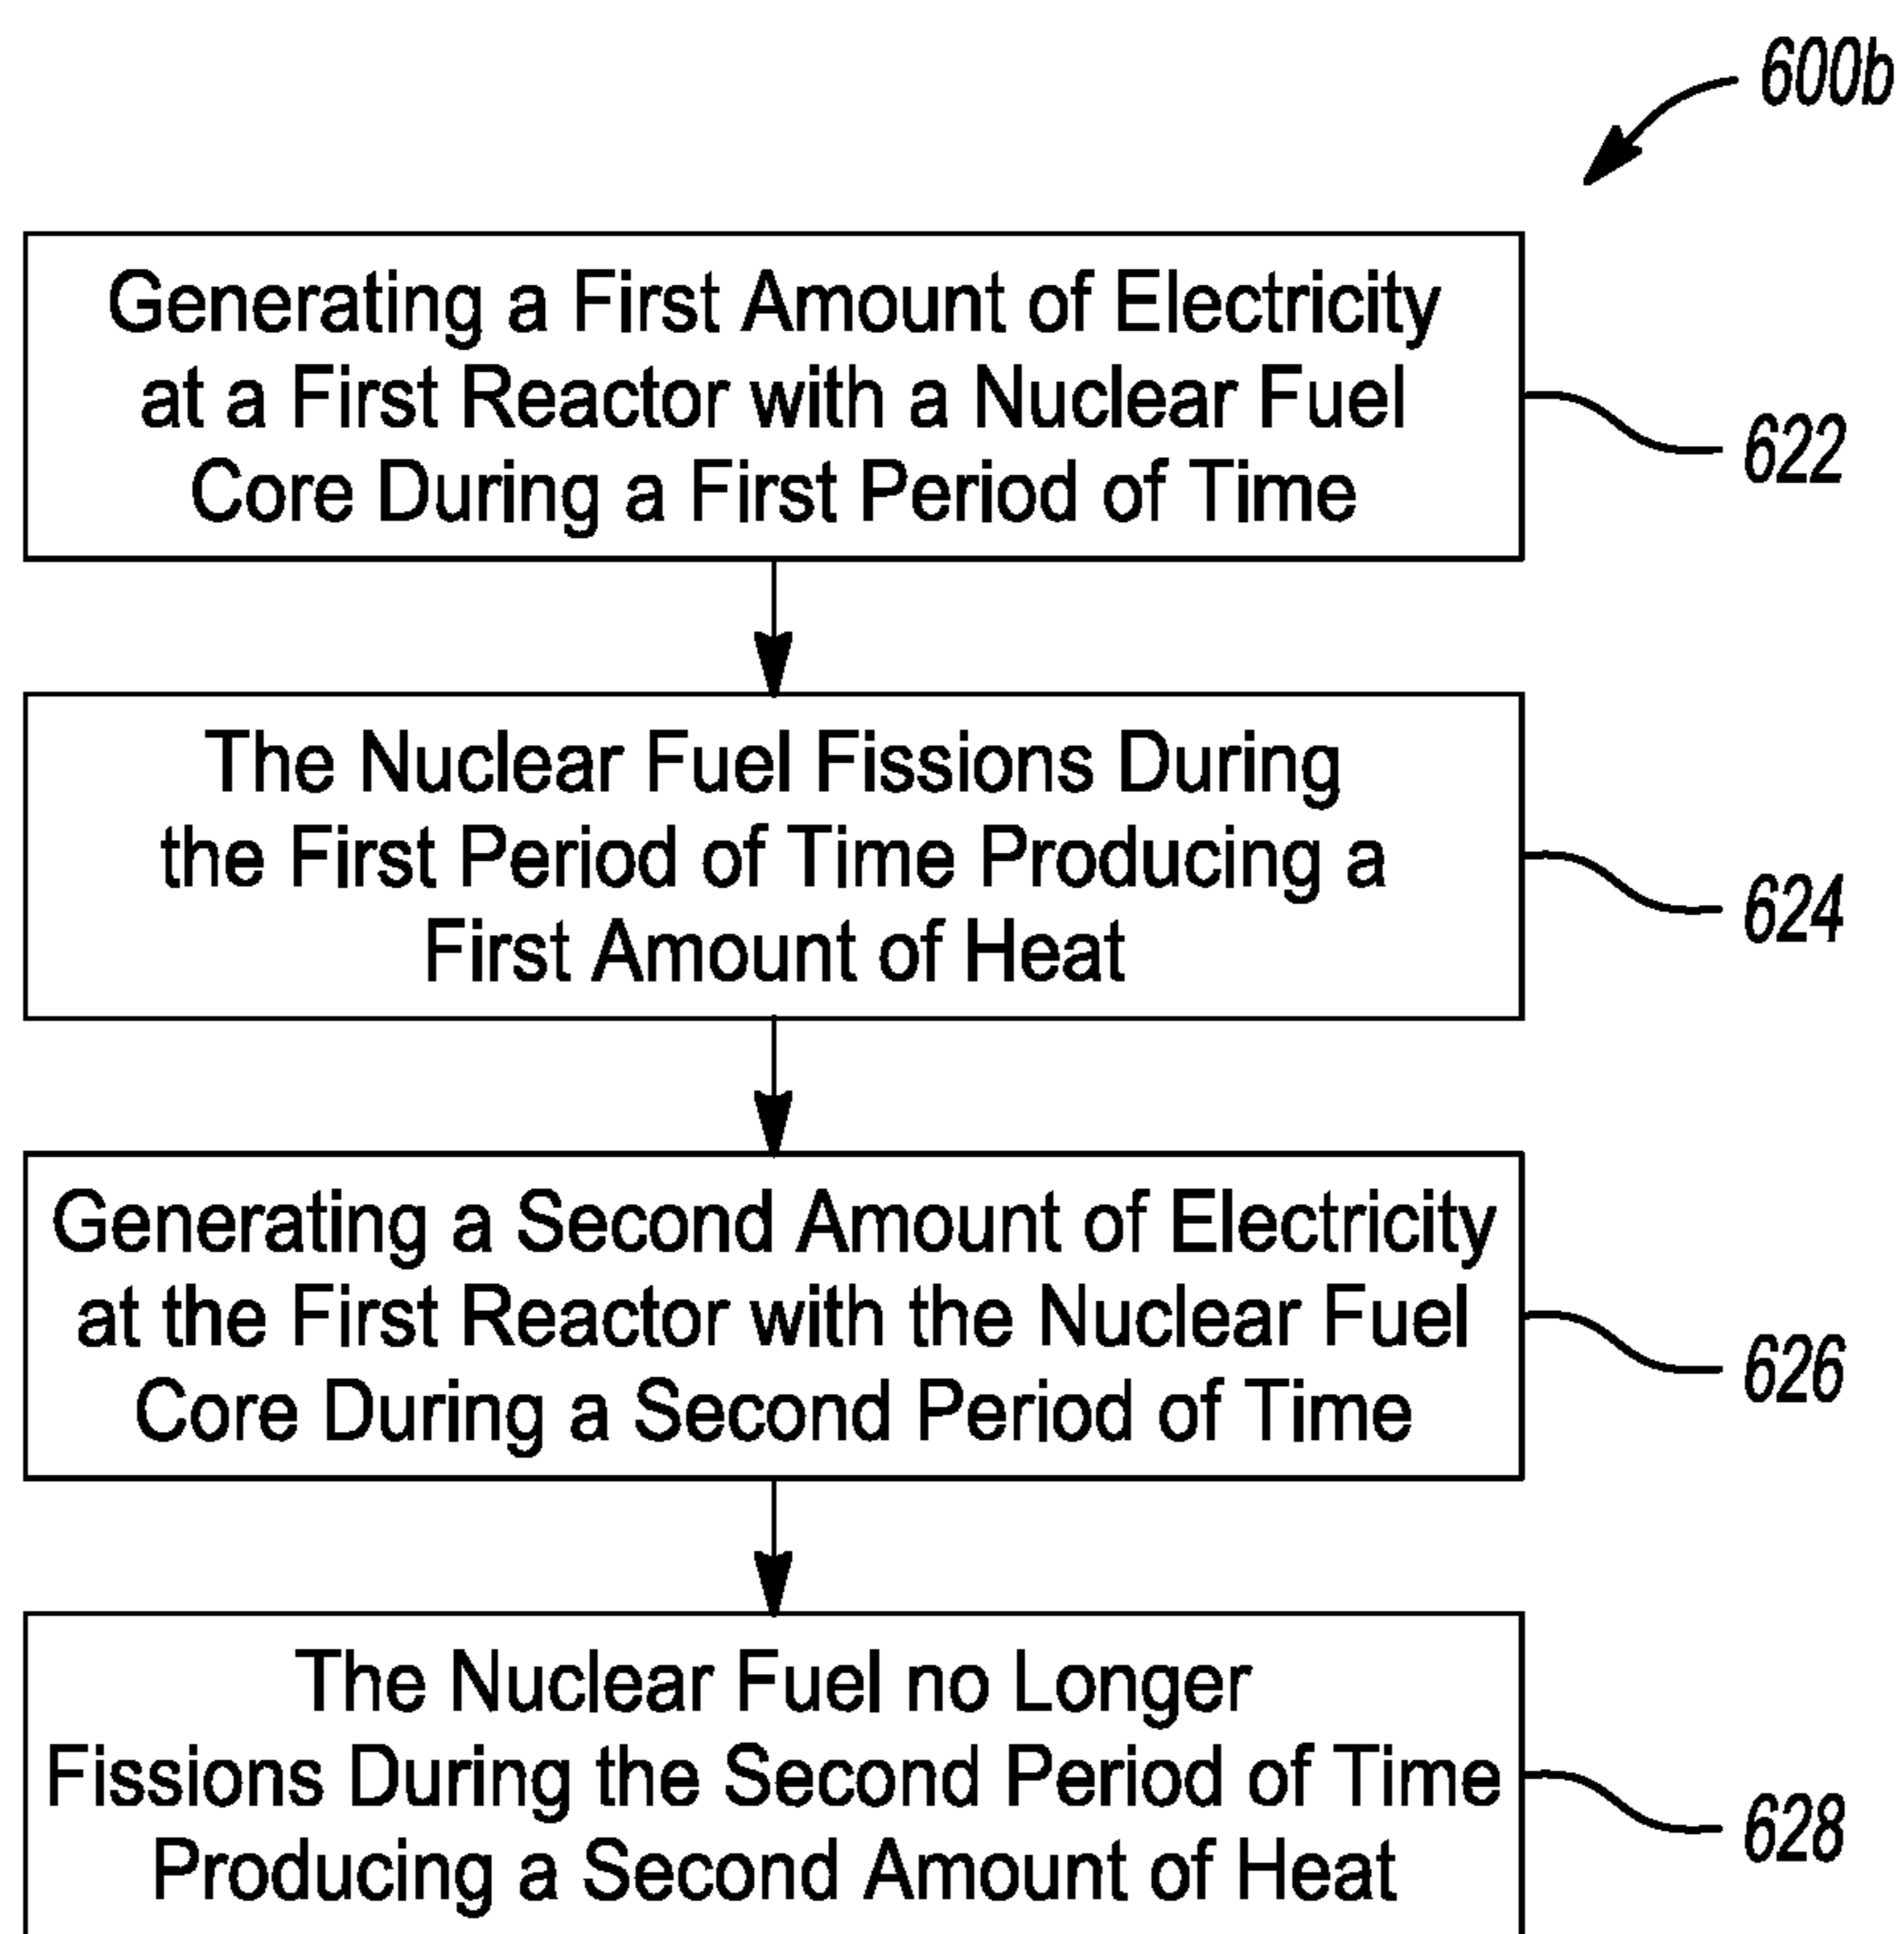 600b
Generating a First Amount of Electricity
at a First Reactor with a Nuclear Fuel
Core During a First Period of Time
622
The Nuclear Fuel Fissions During
the First Period of Time Producing a
First Amount of Heat
624
Generating a Second Amount of Electricity
at the First Reactor with the Nuclear Fuel
Core During a Second Period of Time
626
The Nuclear Fuel no Longer
Fissions During the Second Period of Time
Producing a Second Amount of Heat
628